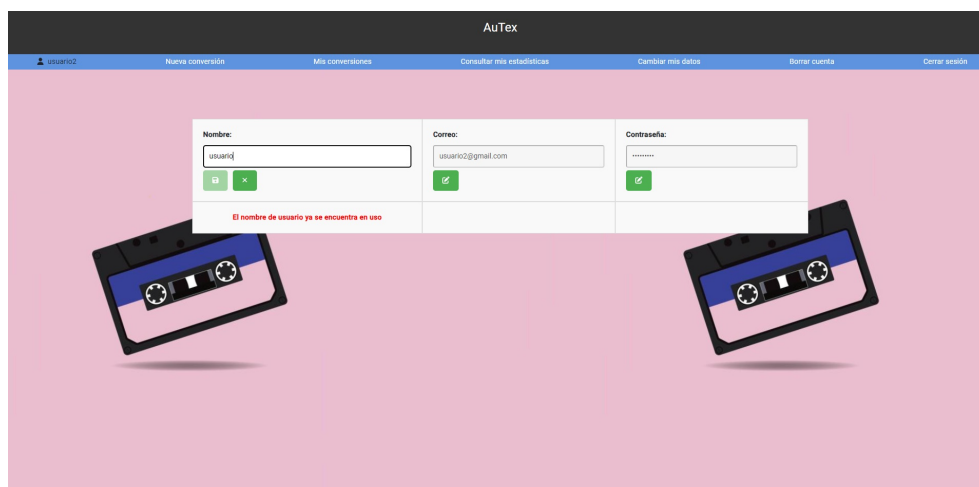 AuTex
usuario2 Nueva conversión Mis conversiones Consultar mis estadísticas Cambiar mis datos Borrar cuenta Cerrar sesión
Nombre: Correo: Contraseña:
usuario usuario2@gmail.com ·········
El nombre de usuario ya se encuentra en uso